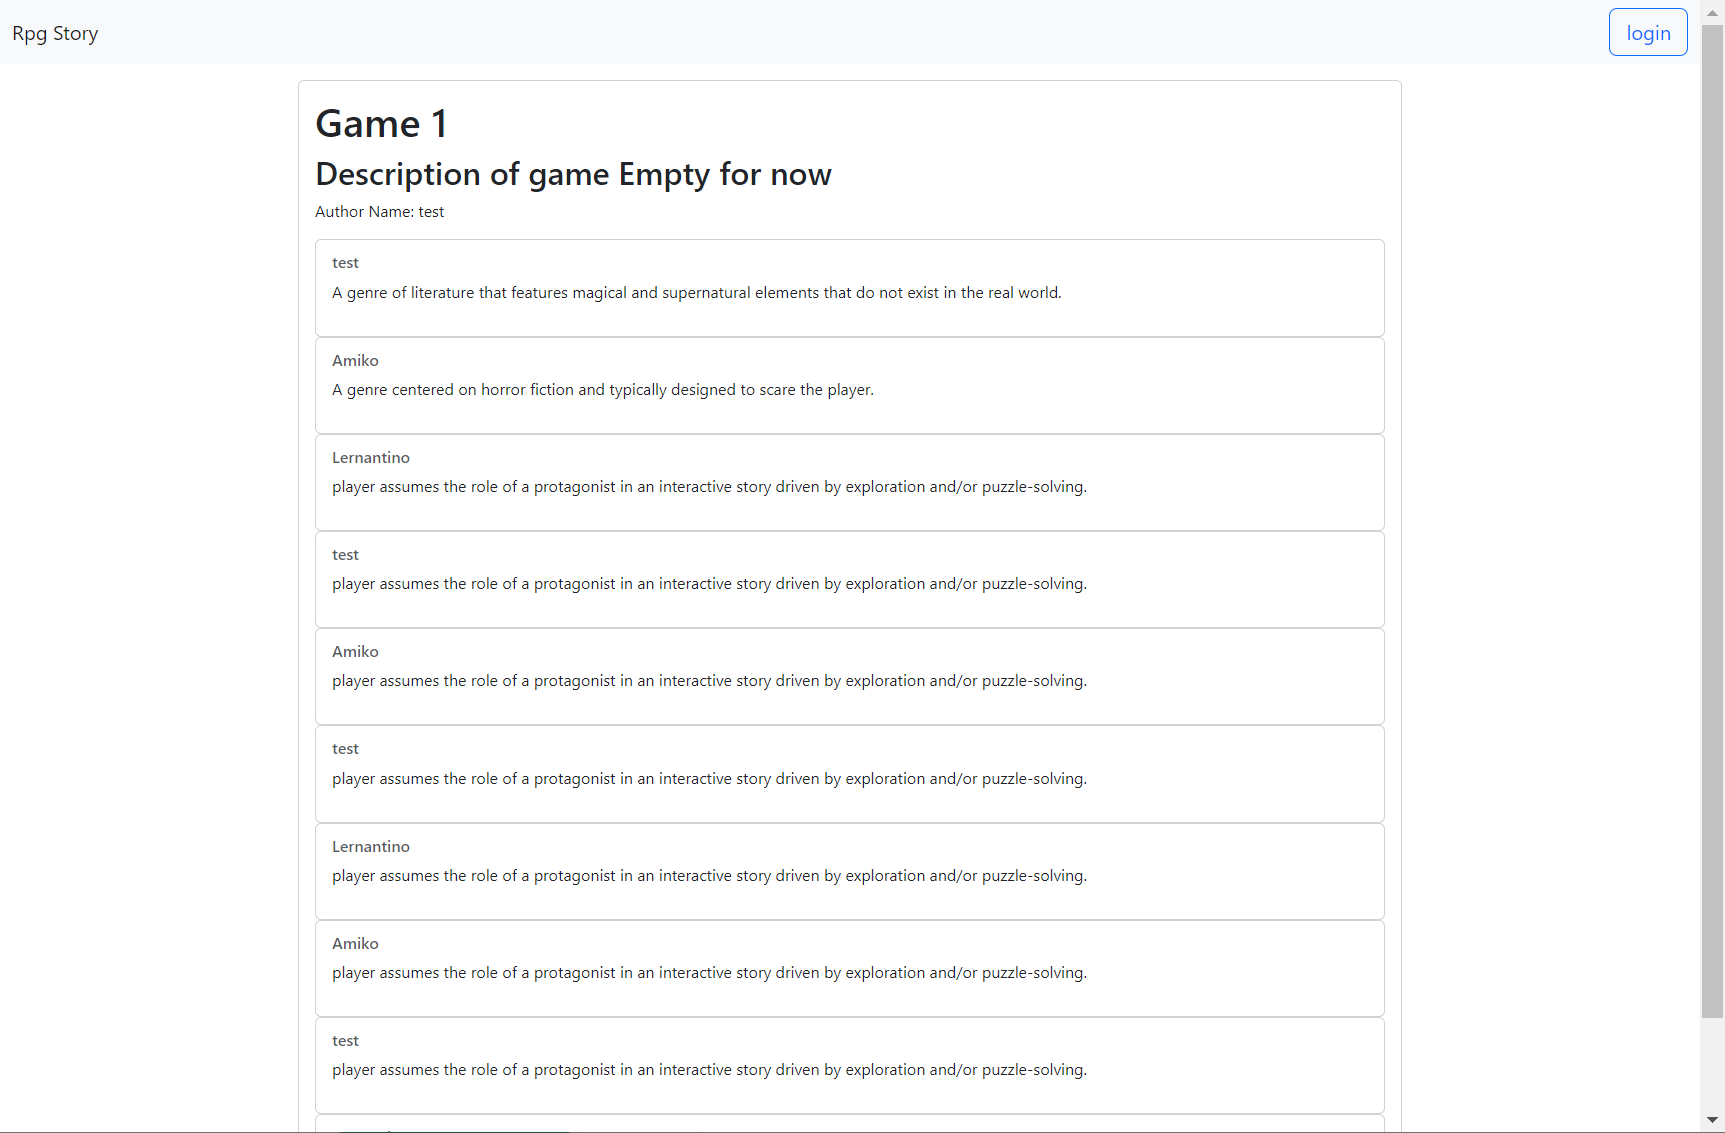 Rpg Story
login
Game 1
Description of game Empty for now
Author Name: test
test
A genre of literature that features magical and supernatural elements that do not exist in the real world.
Amiko
A genre centered on horror fiction and typically designed to scare the player.
Lernantino
player assumes the role of a protagonist in an interactive story driven by exploration and/or puzzle-solving.
test
player assumes the role of a protagonist in an interactive story driven by exploration and/or puzzle-solving.
Amiko
player assumes the role of a protagonist in an interactive story driven by exploration and/or puzzle-solving.
test
player assumes the role of a protagonist in an interactive story driven by exploration and/or puzzle-solving.
Lernantino
player assumes the role of a protagonist in an interactive story driven by exploration and/or puzzle-solving.
Amiko
player assumes the role of a protagonist in an interactive story driven by exploration and/or puzzle-solving.
test
player assumes the role of a protagonist in an interactive story driven by exploration and/or puzzle-solving.